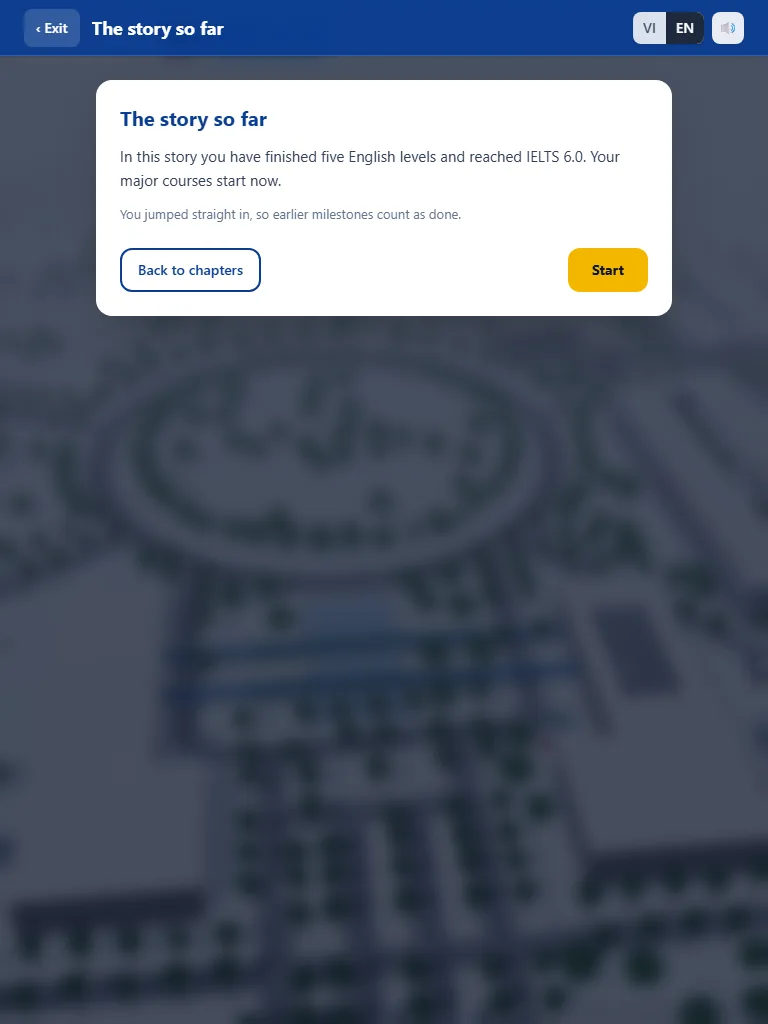 ‹ Exit
The story so far
VI
EN
The story so far
In this story you have finished five English levels and reached IELTS 6.0. Your
major courses start now.
You jumped straight in, so earlier milestones count as done.
Back to chapters
Start